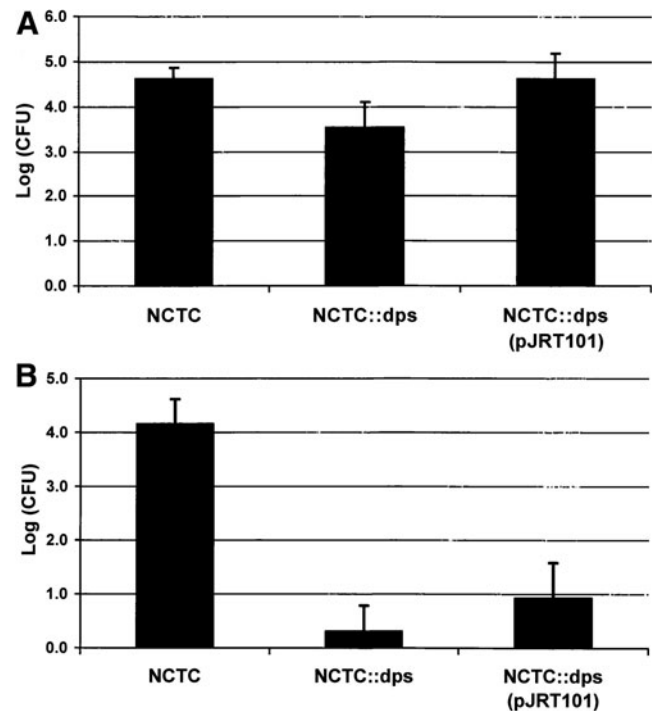 A
Log (CFU)
6.0
5.0
4.0
3.0
2.0
1.0
0.0
NCTC
NCTC::dps
NCTC::dps
(pJRT101)
B
Log (CFU)
5.0
4.0
3.0
2.0
1.0
0.0
NCTC
NCTC::dps
NCTC::dps
(pJRT101)